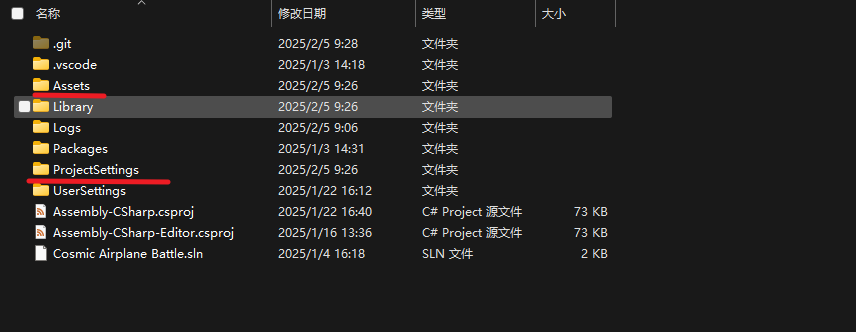 名称 修改日期 类型 大小
.git 2025/2/5 9:28 文件夹
.vscode 2025/1/3 14:18 文件夹
Assets 2025/2/5 9:26 文件夹
Library 2025/2/5 9:26 文件夹
Logs 2025/2/5 9:06 文件夹
Packages 2025/1/3 14:31 文件夹
ProjectSettings 2025/2/5 9:26 文件夹
UserSettings 2025/1/22 16:12 文件夹
Assembly-CSharp.csproj 2025/1/22 16:40 C# Project 源文件 73 KB
Assembly-CSharp-Editor.csproj 2025/1/16 13:36 C# Project 源文件 73 KB
Cosmic Airplane Battle.sln 2025/1/4 16:18 SLN 文件 2 KB